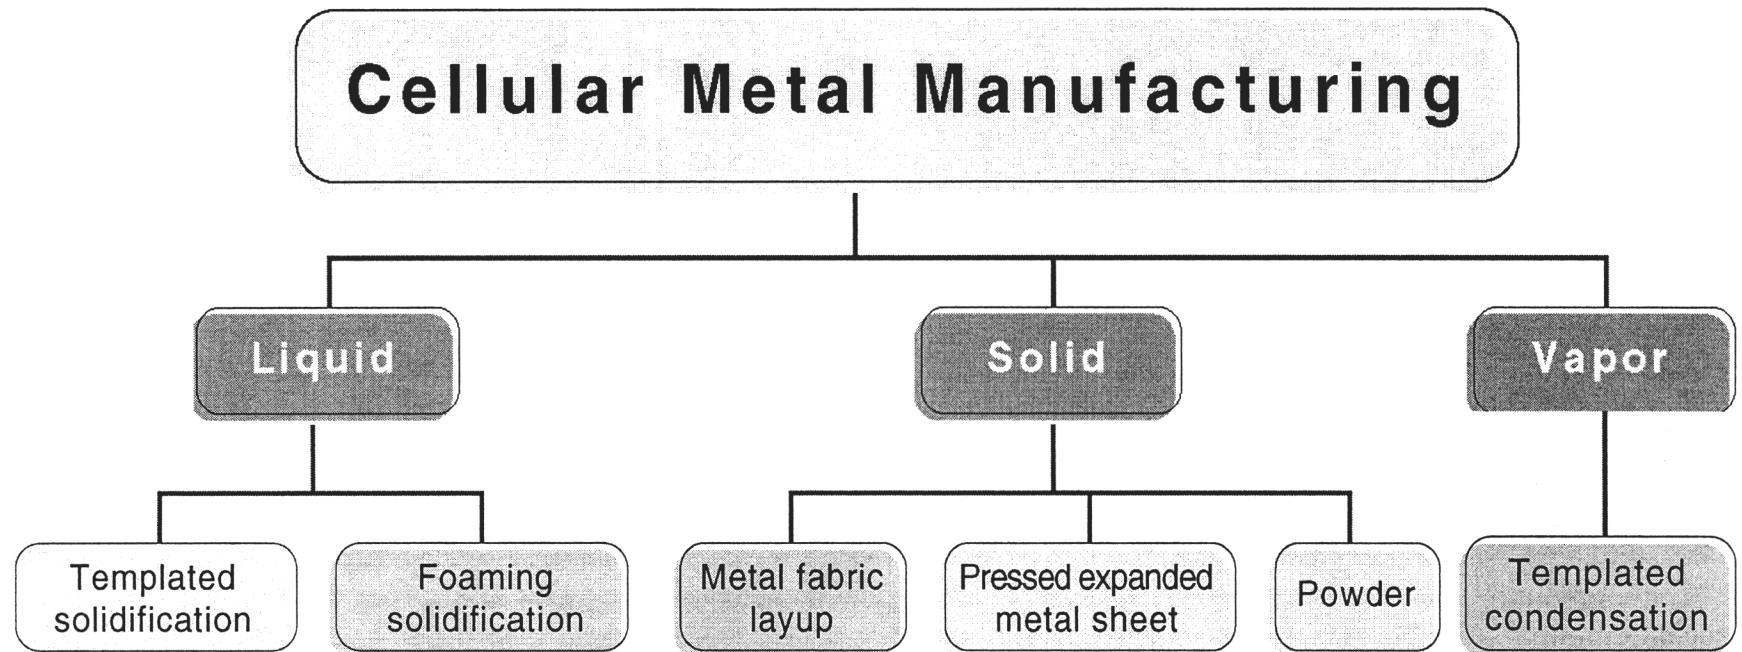 Cellular Metal Manufacturing
Liquid
Solid
Vapor
Templated
solidification
Foaming
solidification
Metal fabric
layup
Pressed expanded
metal sheet
Powder
Templated
condensation